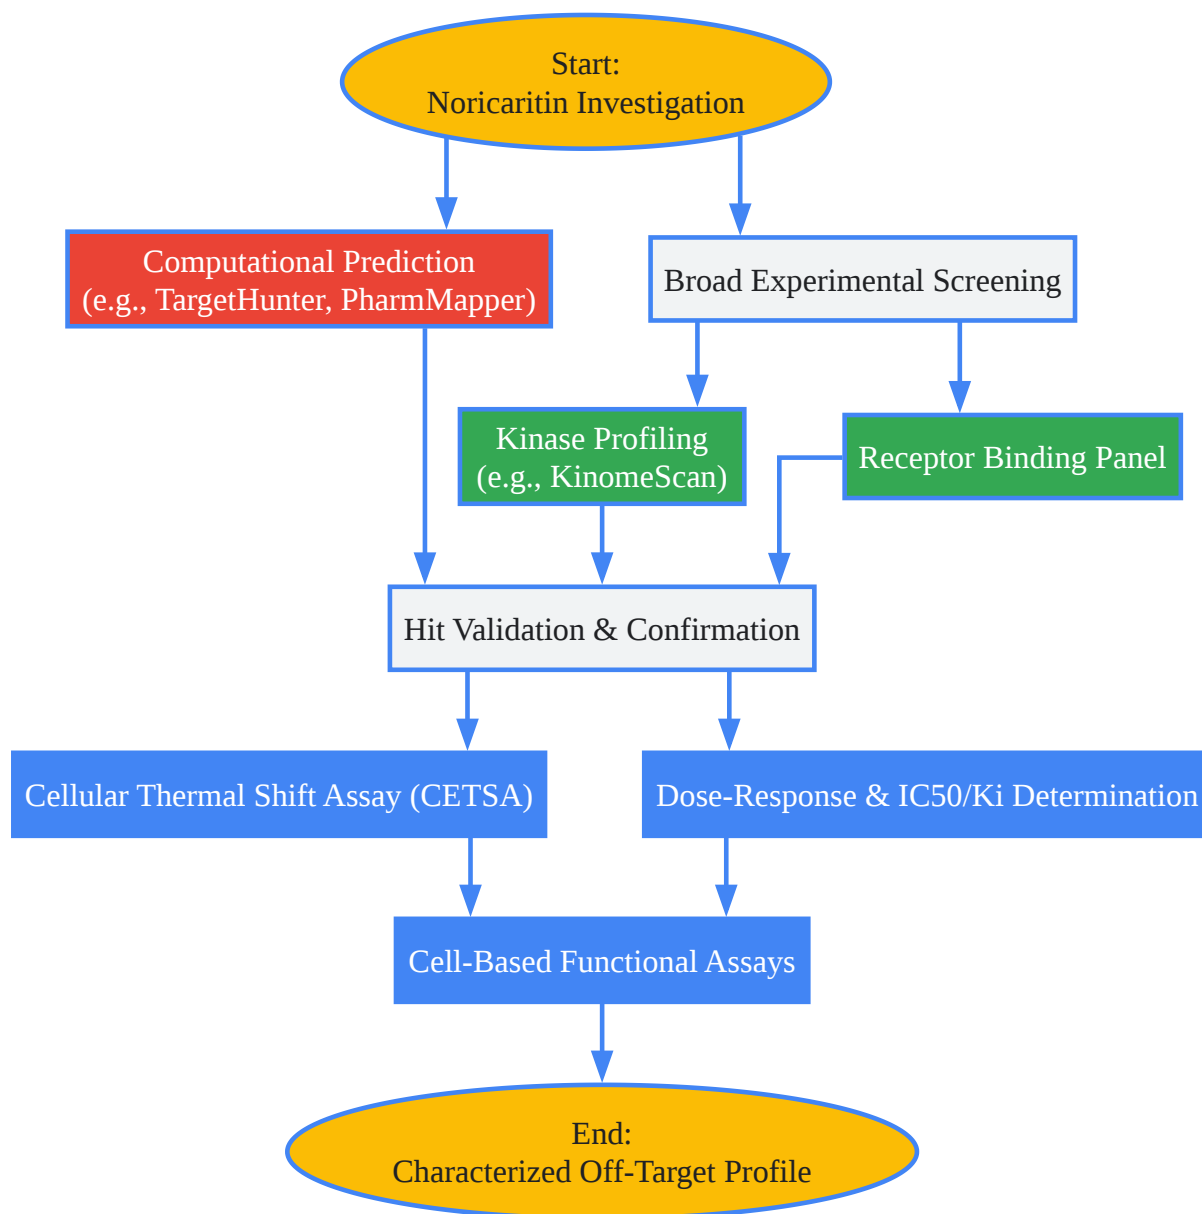 Start:
Noricaritin Investigation
Computational Prediction
(e.g., TargetHunter, PharmMapper)
Broad Experimental Screening
Kinase Profiling
(e.g., KinomeScan)
Receptor Binding Panel
Hit Validation & Confirmation
Cellular Thermal Shift Assay (CETSA)
Dose-Response & IC50/Ki Determination
Cell-Based Functional Assays
End:
Characterized Off-Target Profile